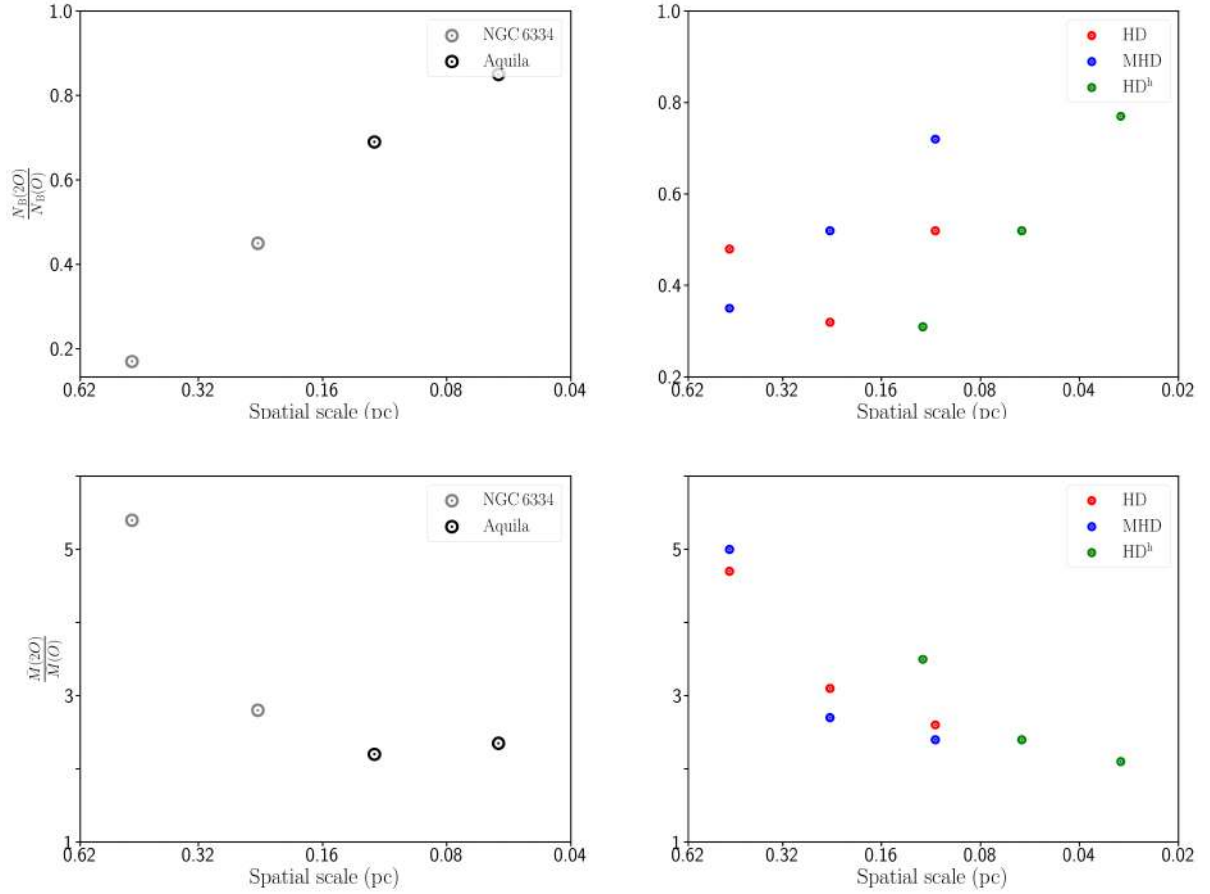 1.0
0.8
0.6
0.4
0.2
N_B(2O)
N_B(O)
NGC 6334
Aquila
0.62 0.32 0.16 0.08 0.04
Spatial scale (pc)
1.0
0.8
0.6
0.4
0.2
HD
MHD
HD^h
0.62 0.32 0.16 0.08 0.04 0.02
Spatial scale (pc)
5
3
1
M̄(2O)
M̄(O)
NGC 6334
Aquila
0.62 0.32 0.16 0.08 0.04
Spatial scale (pc)
5
3
1
HD
MHD
HD^h
0.62 0.32 0.16 0.08 0.04 0.02
Spatial scale (pc)